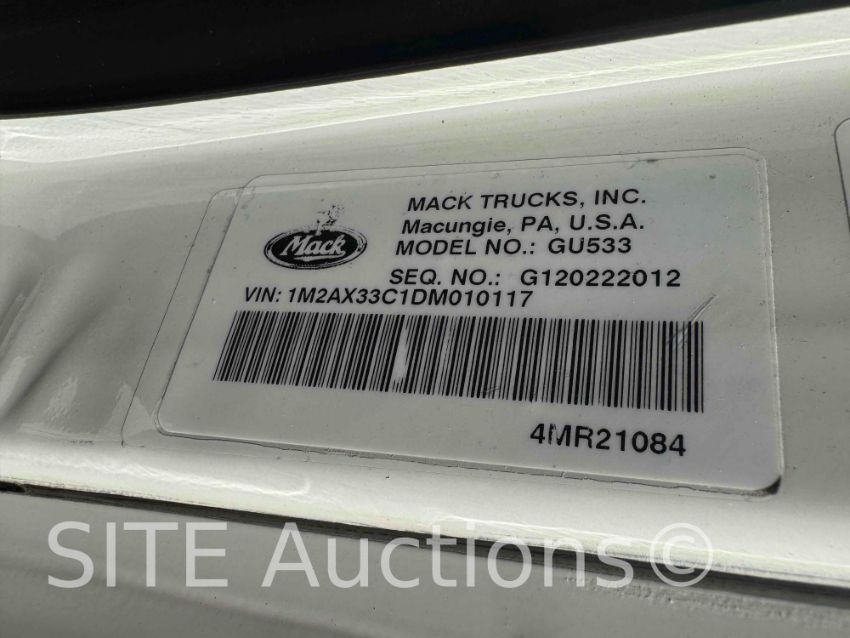 MACK TRUCKS, INC.
Macungie, PA, U.S.A.
Mack
MODEL NO.: GU533
SEQ. NO.: G120222012
VIN: 1M2AX33C1DM010117
4MR21084
SITE Auctions©